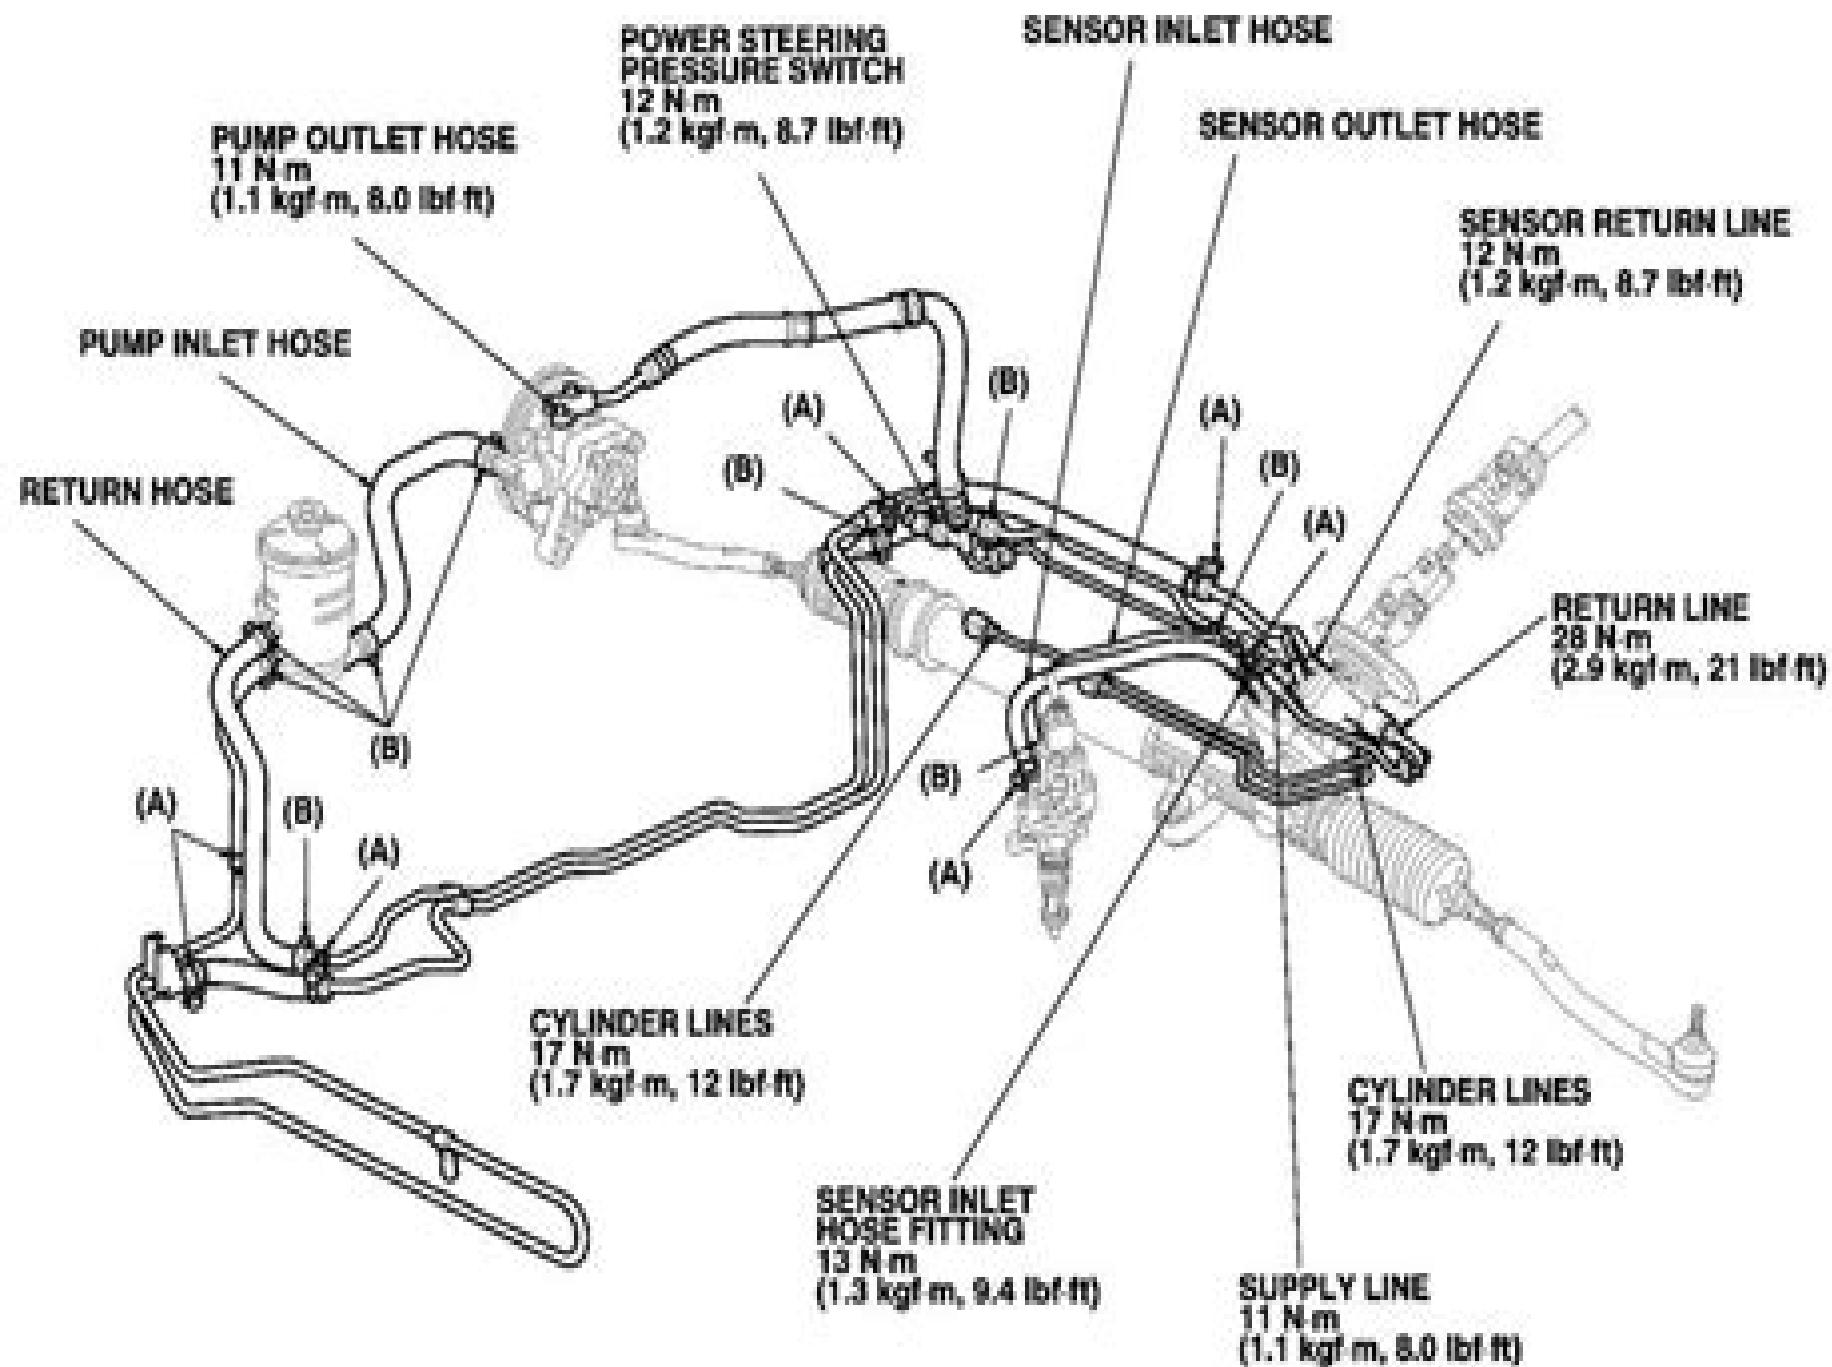 SENSOR INLET HOSE
POWER STEERING
PRESSURE SWITCH
12 N·m
(1.2 kgf·m, 8.7 lbf·ft)
SENSOR OUTLET HOSE
PUMP OUTLET HOSE
11 N·m
(1.1 kgf·m, 8.0 lbf·ft)
SENSOR RETURN LINE
12 N·m
(1.2 kgf·m, 8.7 lbf·ft)
PUMP INLET HOSE
(B)
(A)
(A)
(B)
(B)
RETURN HOSE
(A)
RETURN LINE
28 N·m
(2.9 kgf·m, 21 lbf·ft)
(B)
(B)
(A)
(B)
(A)
(A)
CYLINDER LINES
17 N·m
(1.7 kgf·m, 12 lbf·ft)
CYLINDER LINES
17 N·m
(1.7 kgf·m, 12 lbf·ft)
SENSOR INLET
HOSE FITTING
13 N·m
(1.3 kgf·m, 9.4 lbf·ft)
SUPPLY LINE
11 N·m
(1.1 kgf·m, 8.0 lbf·ft)